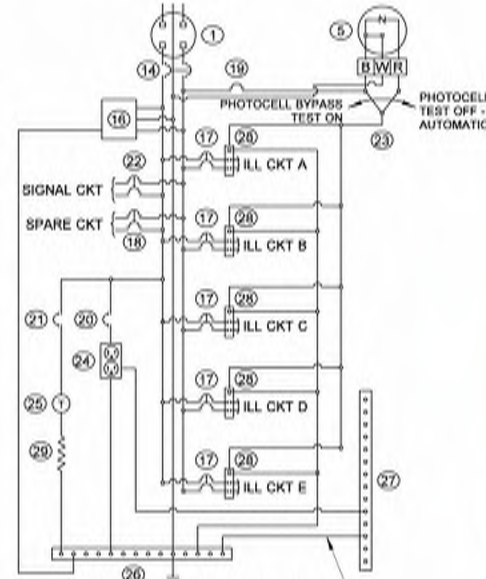 1
5
N
B W R
14
19
PHOTOCELL BYPASS
TEST ON
PHOTOCELL
TEST OFF -
AUTOMATIC
16
17
28
23
ILL CKT A
22
SIGNAL CKT
SPARE CKT
18
17
28
ILL CKT B
17
28
ILL CKT C
21
20
24
17
28
ILL CKT D
25
Y
29
17
28
ILL CKT E
27
26